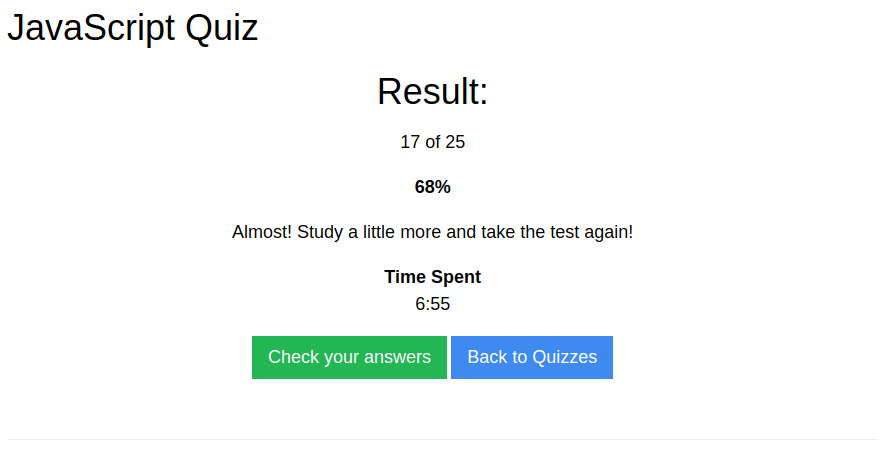 JavaScript Quiz
Result:
17 of 25
68%
Almost! Study a little more and take the test again!
Time Spent
6:55
Check your answers Back to Quizzes